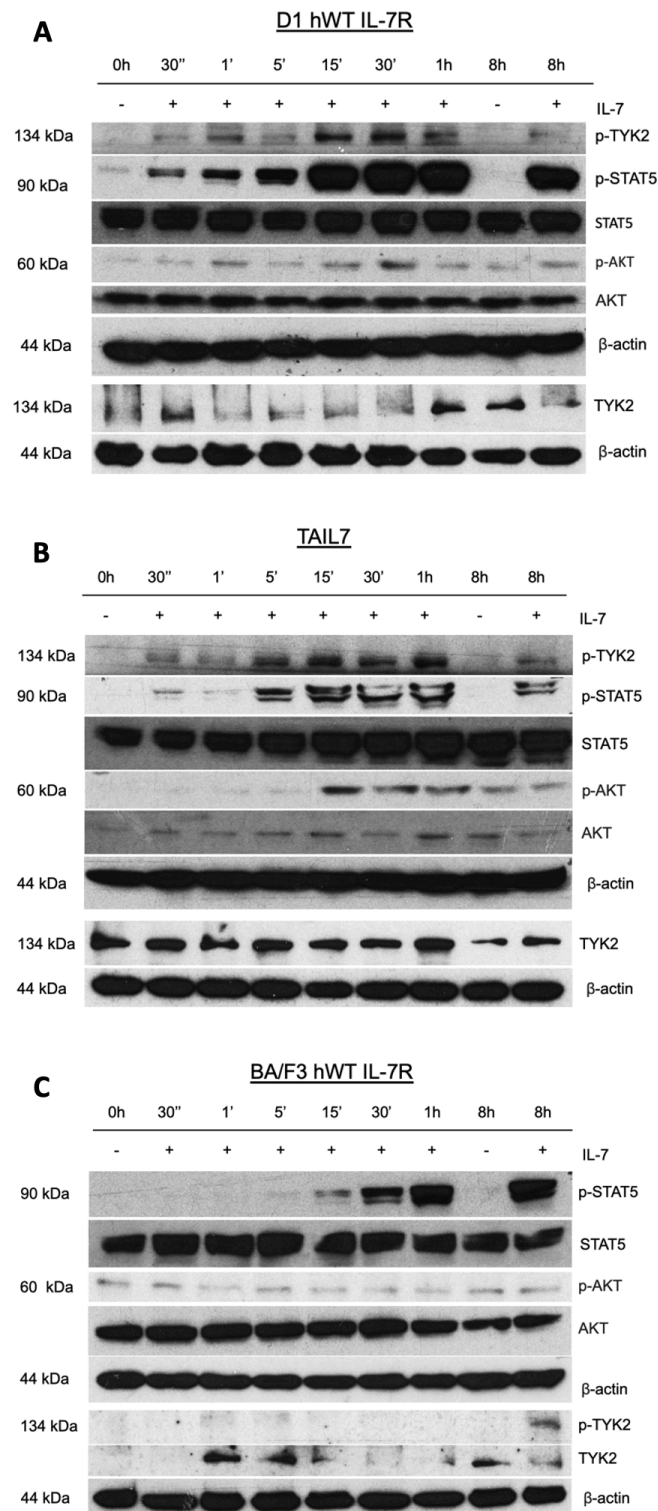 A
D1 hWT IL-7R
0h 30'' 1' 5' 15' 30' 1h 8h 8h
- + + + + + + - + IL-7
134 kDa p-TYK2
90 kDa p-STAT5
STAT5
60 kDa p-AKT
AKT
44 kDa β-actin
134 kDa TYK2
44 kDa β-actin
B
TAIL7
0h 30'' 1' 5' 15' 30' 1h 8h 8h
- + + + + + + - + IL-7
134 kDa p-TYK2
90 kDa p-STAT5
STAT5
60 kDa p-AKT
AKT
44 kDa β-actin
134 kDa TYK2
44 kDa β-actin
C
BA/F3 hWT IL-7R
0h 30'' 1' 5' 15' 30' 1h 8h 8h
- + + + + + + - + IL-7
90 kDa p-STAT5
STAT5
60 kDa p-AKT
AKT
44 kDa β-actin
134 kDa p-TYK2
TYK2
44 kDa β-actin